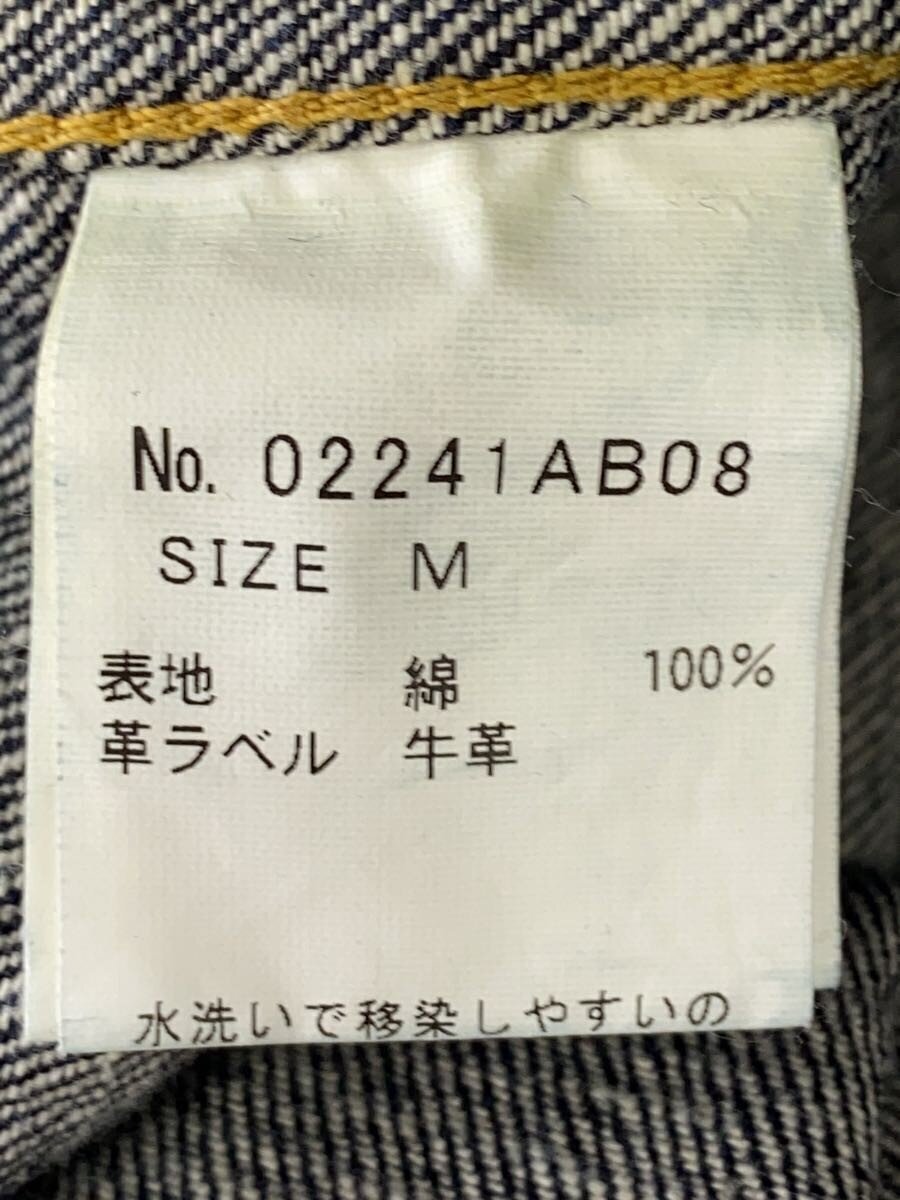 No. 02241AB08
SIZE M
表地 綿 100%
革ラベル 牛革
水洗いで移染しやすいの